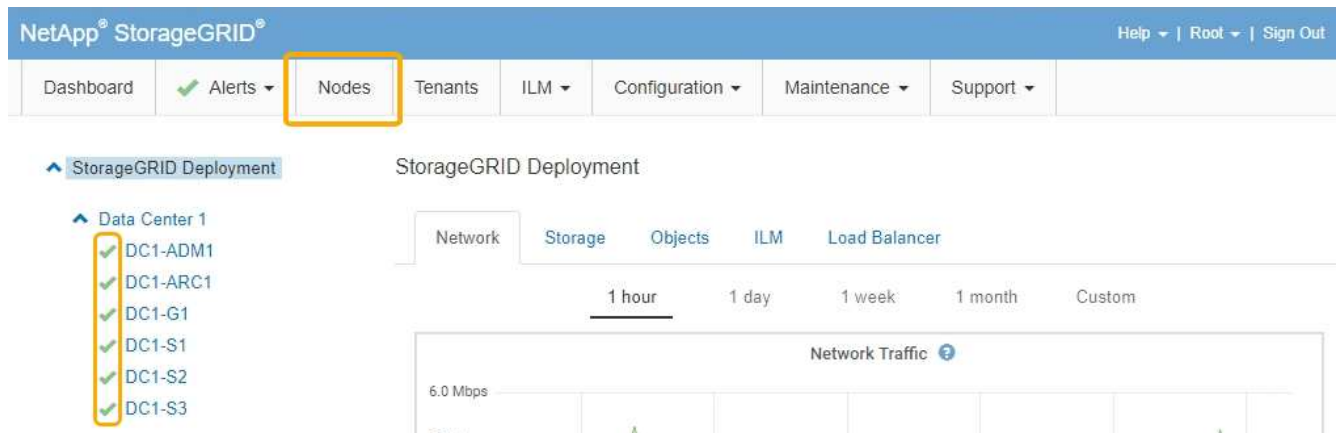 NetApp® StorageGRID®
Help | Root | Sign Out
Dashboard Alerts Nodes Tenants ILM Configuration Maintenance Support
StorageGRID Deployment
Data Center 1
DC1-ADM1
DC1-ARC1
DC1-G1
DC1-S1
DC1-S2
DC1-S3
StorageGRID Deployment
Network Storage Objects ILM Load Balancer
1 hour 1 day 1 week 1 month Custom
Network Traffic ?
6.0 Mbps